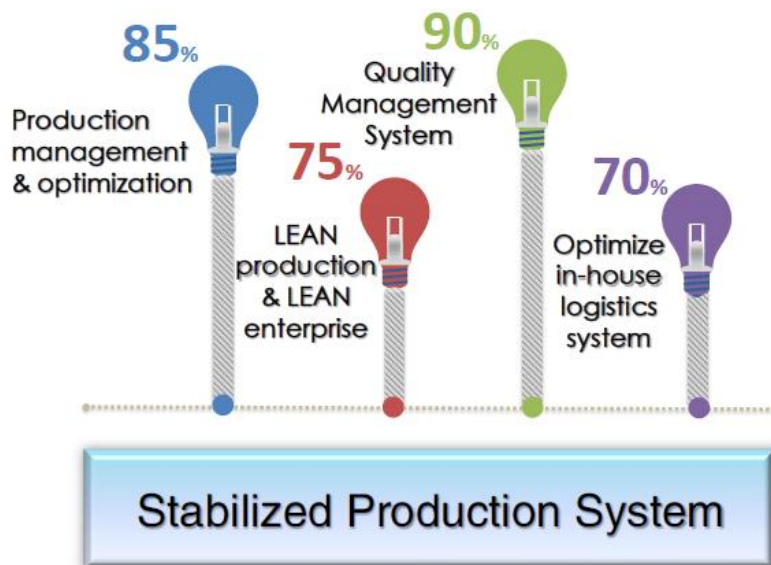 85%
Production
management
& optimization
75%
LEAN
production
& LEAN
enterprise
90%
Quality
Management
System
70%
Optimize
in-house
logistics
system
Stabilized Production System